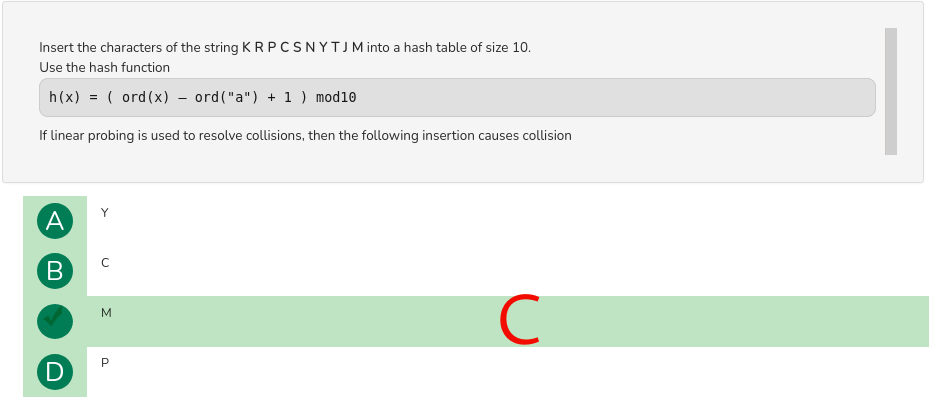 Insert the characters of the string K R P C S N Y T J M into a hash table of size 10.
Use the hash function
h(x) = ( ord(x) – ord("a") + 1 ) mod10
If linear probing is used to resolve collisions, then the following insertion causes collision
A Y
B C
M C
D P